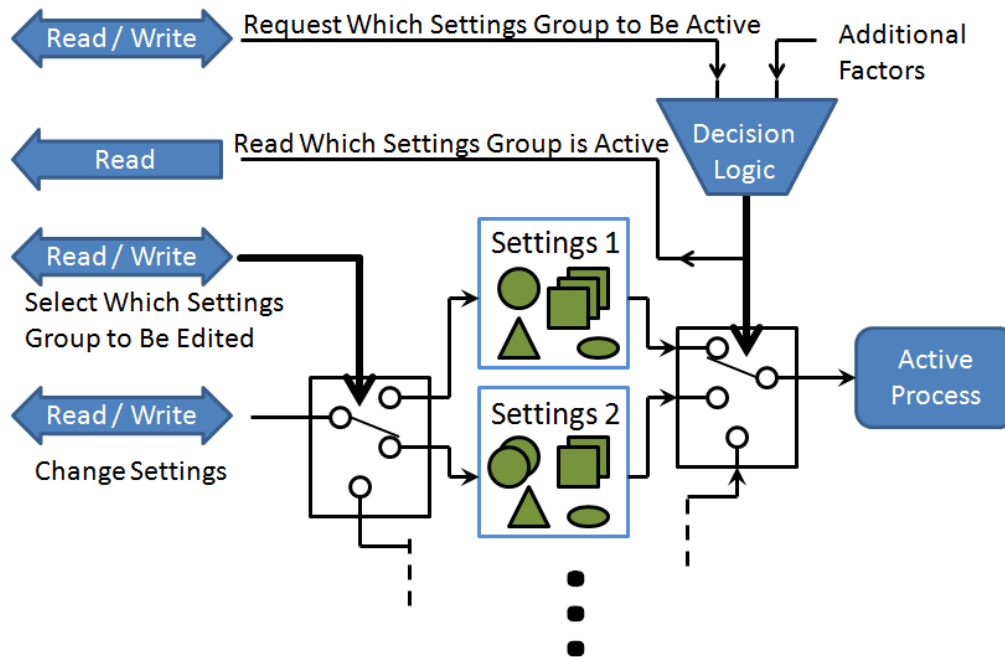 Read / Write
Request Which Settings Group to Be Active
Additional
Factors
Read
Read Which Settings Group is Active
Decision
Logic
Read / Write
Select Which Settings
Group to Be Edited
Settings 1
Read / Write
Change Settings
Settings 2
Active
Process